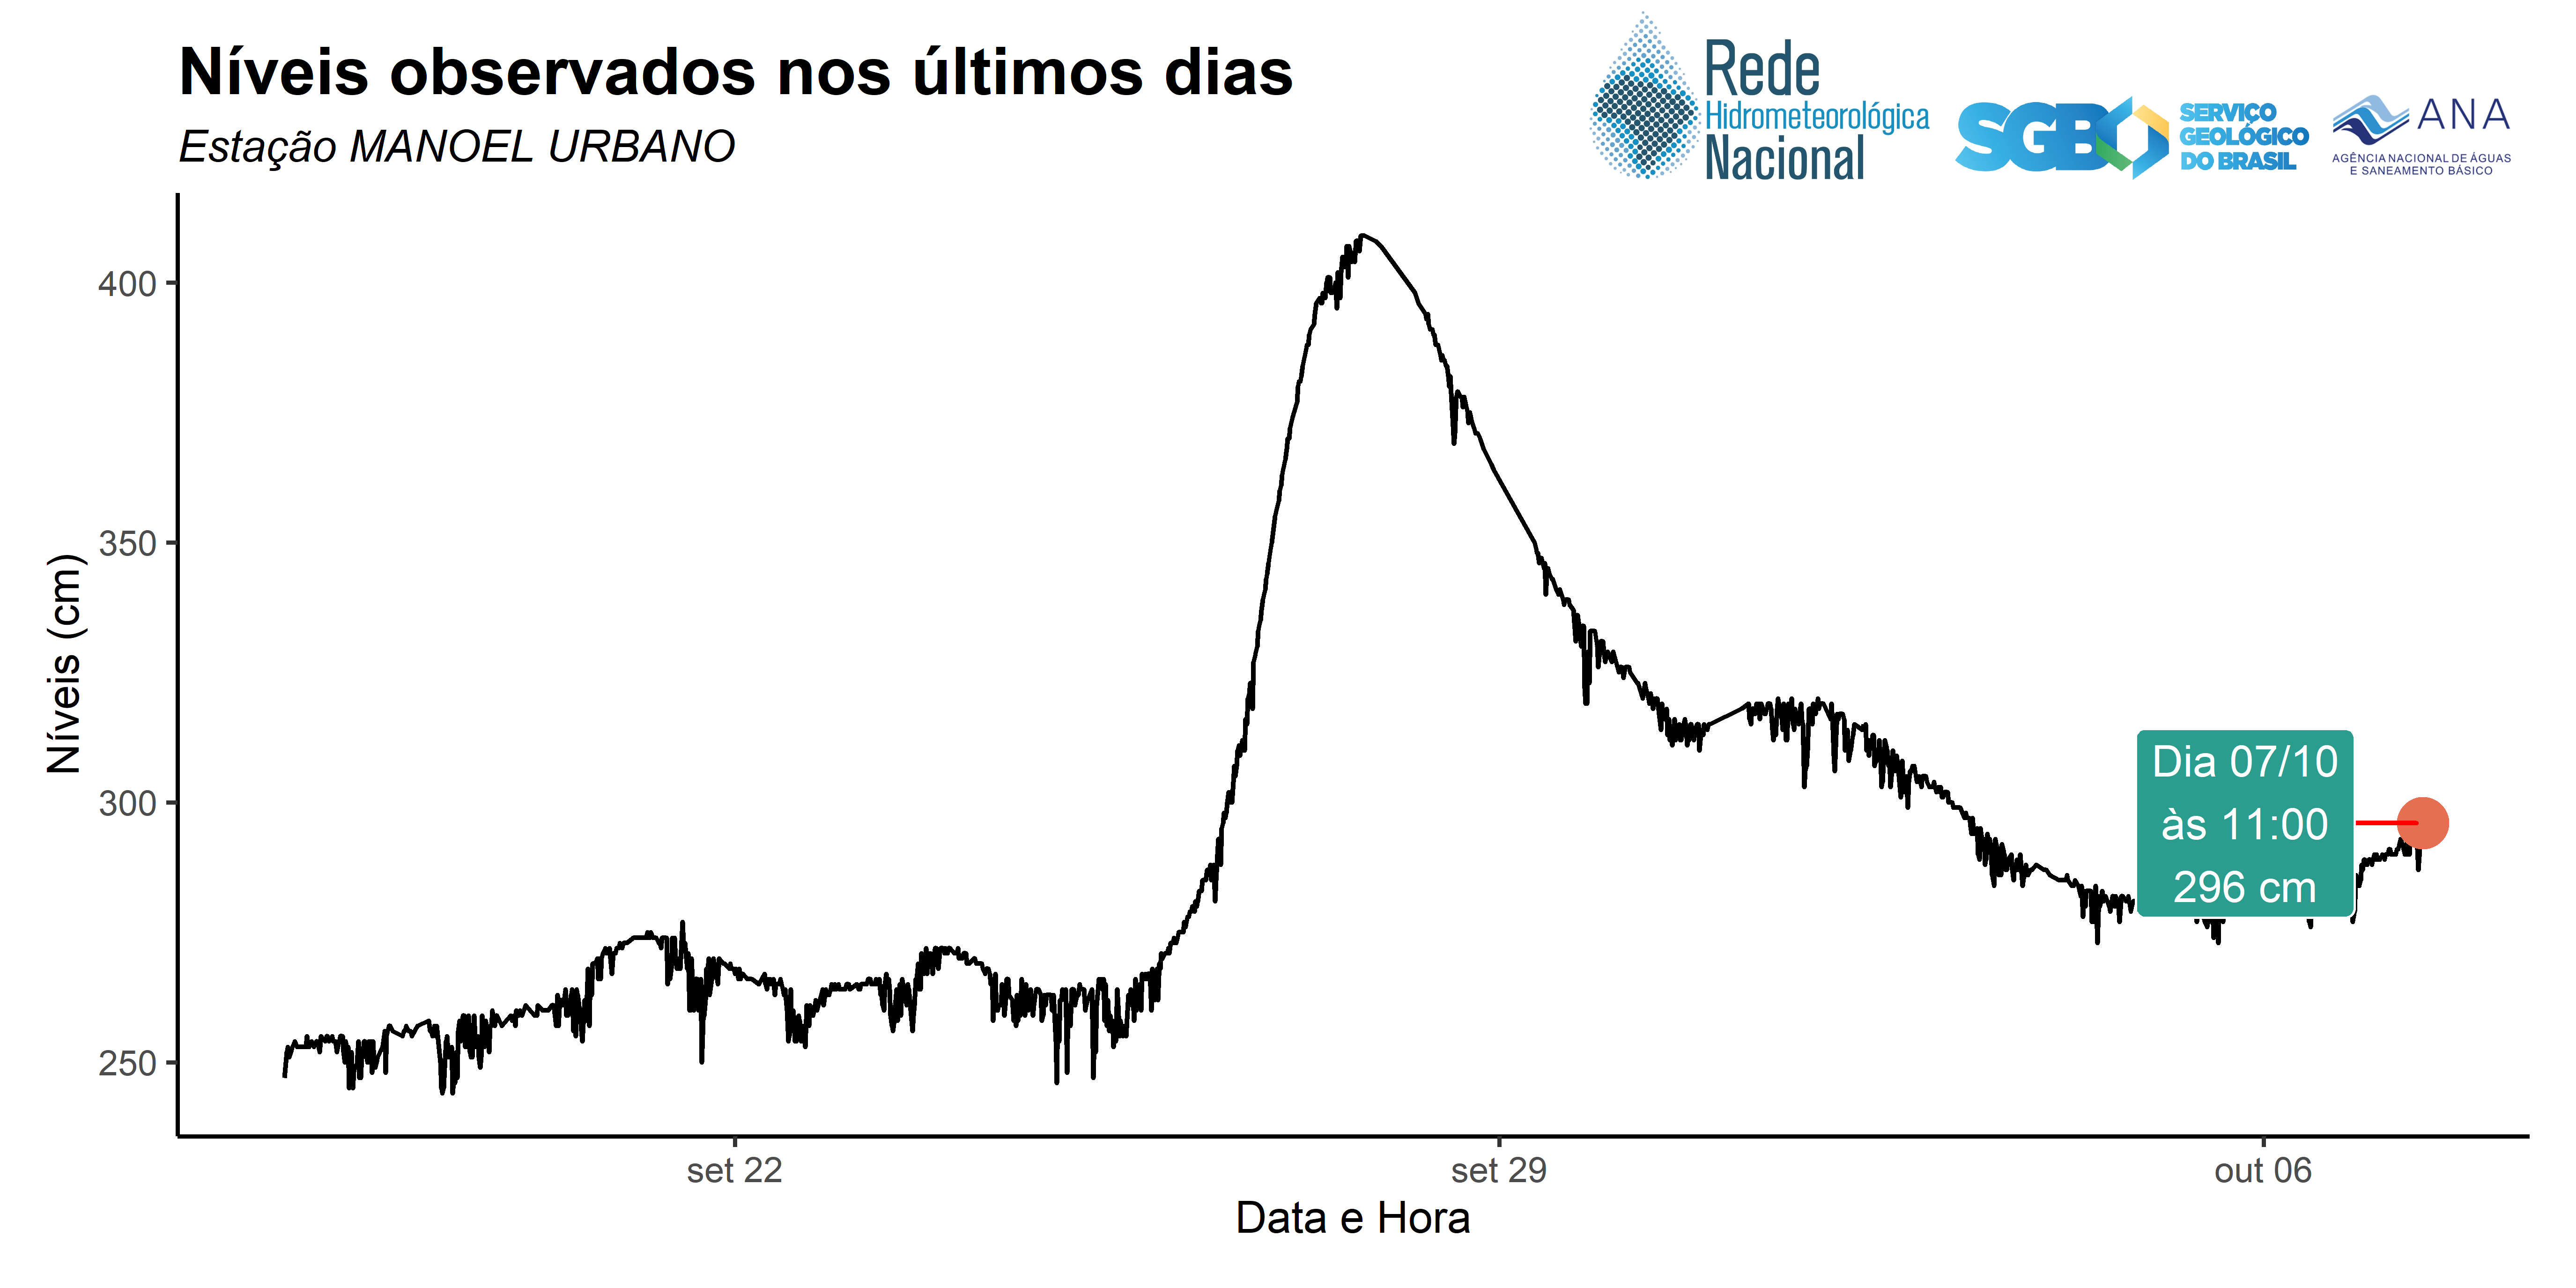 Níveis observados nos últimos dias
Estação MANOEL URBANO
Rede
Hidrometeorológica
Nacional
SGB
SERVIÇO
GEOLÓGICO
DO BRASIL
ANA
AGÊNCIA NACIONAL DE ÁGUAS
E SANEAMENTO BÁSICO
Níveis (cm)
400
350
300
250
Dia 07/10
às 11:00
296 cm
set 22
set 29
out 06
Data e Hora